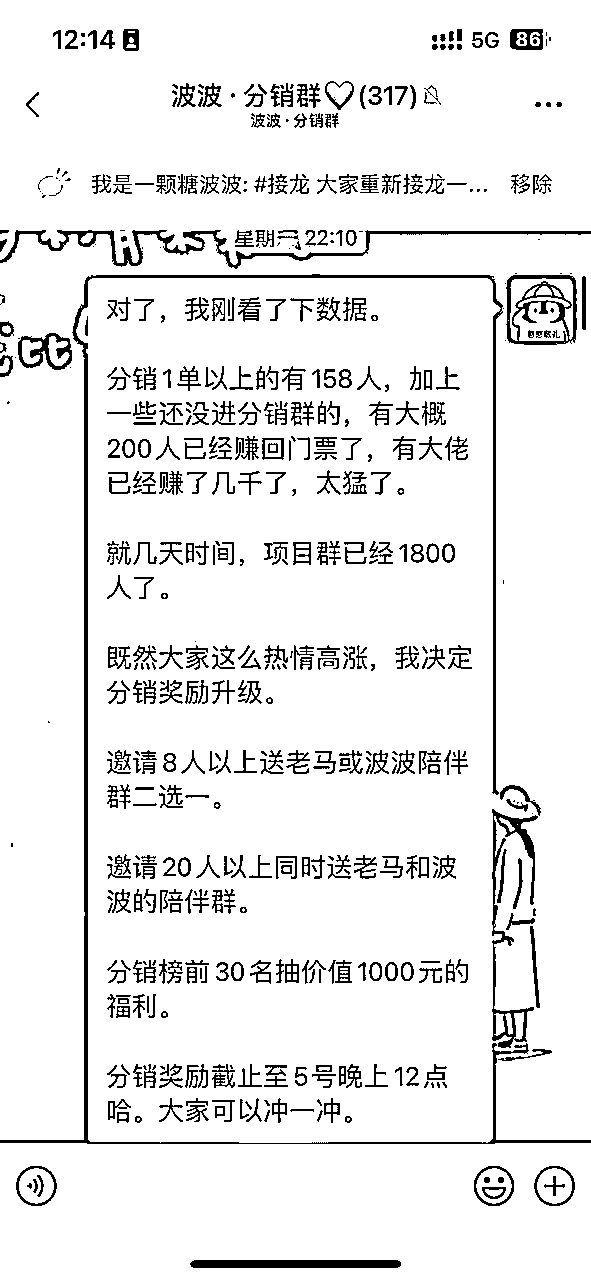 12:14
5G 86
波波·分销群♡(317)
波波·分销群
我是一颗糖波波: #接龙 大家重新接龙一... 移除
22:10
对了，我刚看了下数据。
分销1单以上的有158人，加上
一些还没进分销群的，有大概
200人已经赚回门票了，有大佬
已经赚了几千了，太猛了。
就几天时间，项目群已经1800
人了。
既然大家这么热情高涨，我决定
分销奖励升级。
邀请8人以上送老马或波波陪伴
群二选一。
邀请20人以上同时送老马和波
波的陪伴群。
分销榜前30名抽价值1000元的
福利。
分销奖励截止至5号晚上12点
哈。大家可以冲一冲。